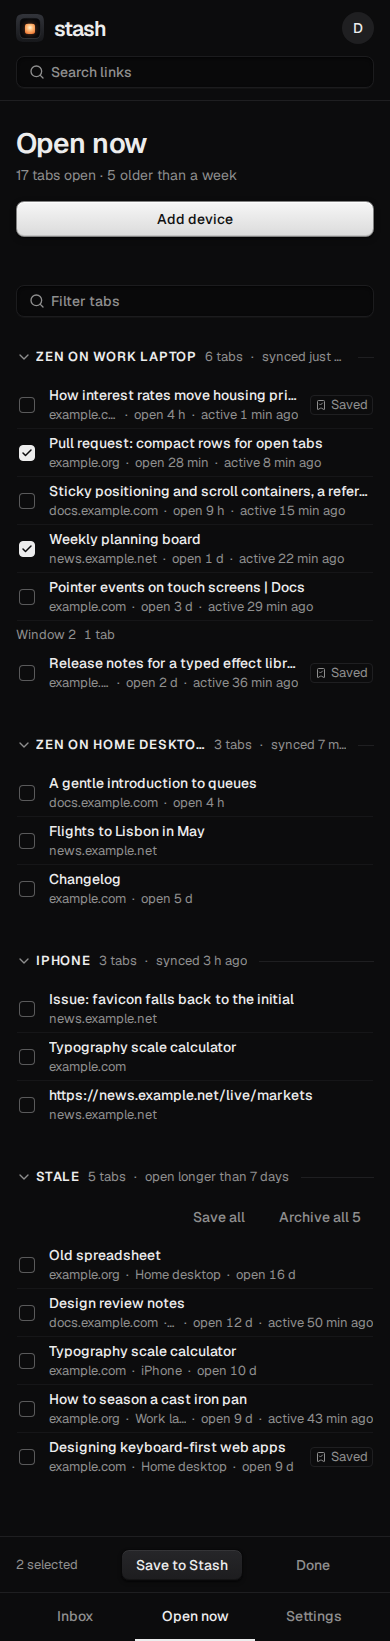 stash
D
Search links
Open now
17 tabs open · 5 older than a week
Add device
Filter tabs
ZEN ON WORK LAPTOP 6 tabs · synced just ...
How interest rates move housing pri...
example.c... · open 4 h · active 1 min ago
Saved
Pull request: compact rows for open tabs
example.org · open 28 min · active 8 min ago
Sticky positioning and scroll containers, a refer...
docs.example.com · open 9 h · active 15 min ago
Weekly planning board
news.example.net · open 1 d · active 22 min ago
Pointer events on touch screens | Docs
example.com · open 3 d · active 29 min ago
Window 2 1 tab
Release notes for a typed effect libr...
example.... · open 2 d · active 36 min ago
Saved
ZEN ON HOME DESKTO... 3 tabs · synced 7 m...
A gentle introduction to queues
docs.example.com · open 4 h
Flights to Lisbon in May
news.example.net
Changelog
example.com · open 5 d
IPHONE 3 tabs · synced 3 h ago
Issue: favicon falls back to the initial
news.example.net
Typography scale calculator
example.com
https://news.example.net/live/markets
news.example.net
STALE 5 tabs · open longer than 7 days
Save all Archive all 5
Old spreadsheet
example.org · Home desktop · open 16 d
Design review notes
docs.example.com ·... · open 12 d · active 50 min ago
Typography scale calculator
example.com · iPhone · open 10 d
How to season a cast iron pan
example.org · Work la... · open 9 d · active 43 min ago
Designing keyboard-first web apps
example.com · Home desktop · open 9 d
Saved
2 selected Save to Stash Done
Inbox Open now Settings